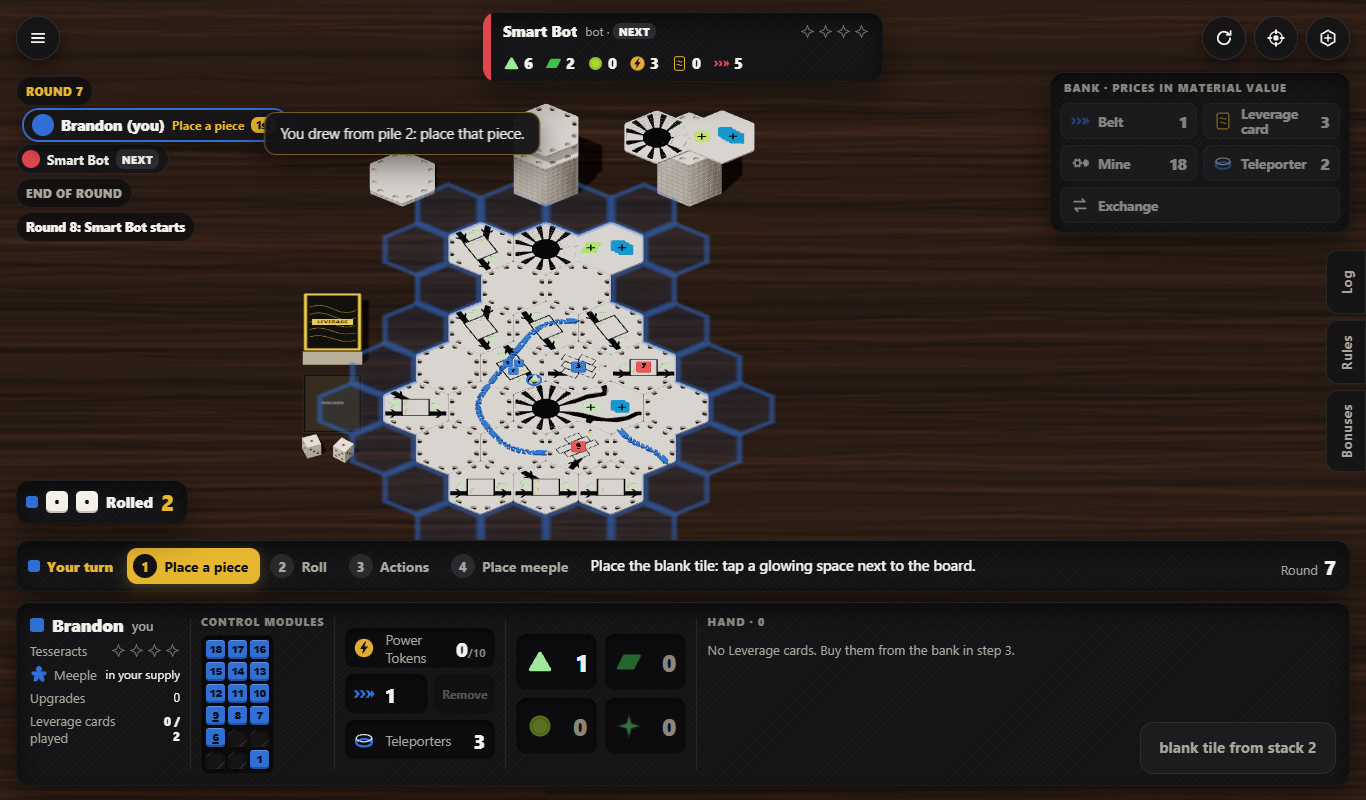 Smart Bot bot · NEXT
6 2 0 3 0 5
ROUND 7
Brandon (you) Place a piece
You drew from pile 2: place that piece.
Smart Bot NEXT
END OF ROUND
Round 8: Smart Bot starts
BANK · PRICES IN MATERIAL VALUE
Belt 1
Leverage card 3
Mine 18
Teleporter 2
Exchange
Log
Rules
Bonuses
LEVERAGE
DISCARD
3
7
Rolled 2
Your turn
1 Place a piece
2 Roll
3 Actions
4 Place meeple
Place the blank tile: tap a glowing space next to the board.
Round 7
Brandon you
Tesseracts
Meeple in your supply
Upgrades 0
Leverage cards played 0 / 2
CONTROL MODULES
18 17 16
15 14 13
12 11 10
9 8 7
6
1
Power Tokens 0/10
1 Remove
Teleporters 3
1 0
0 0
HAND · 0
No Leverage cards. Buy them from the bank in step 3.
blank tile from stack 2